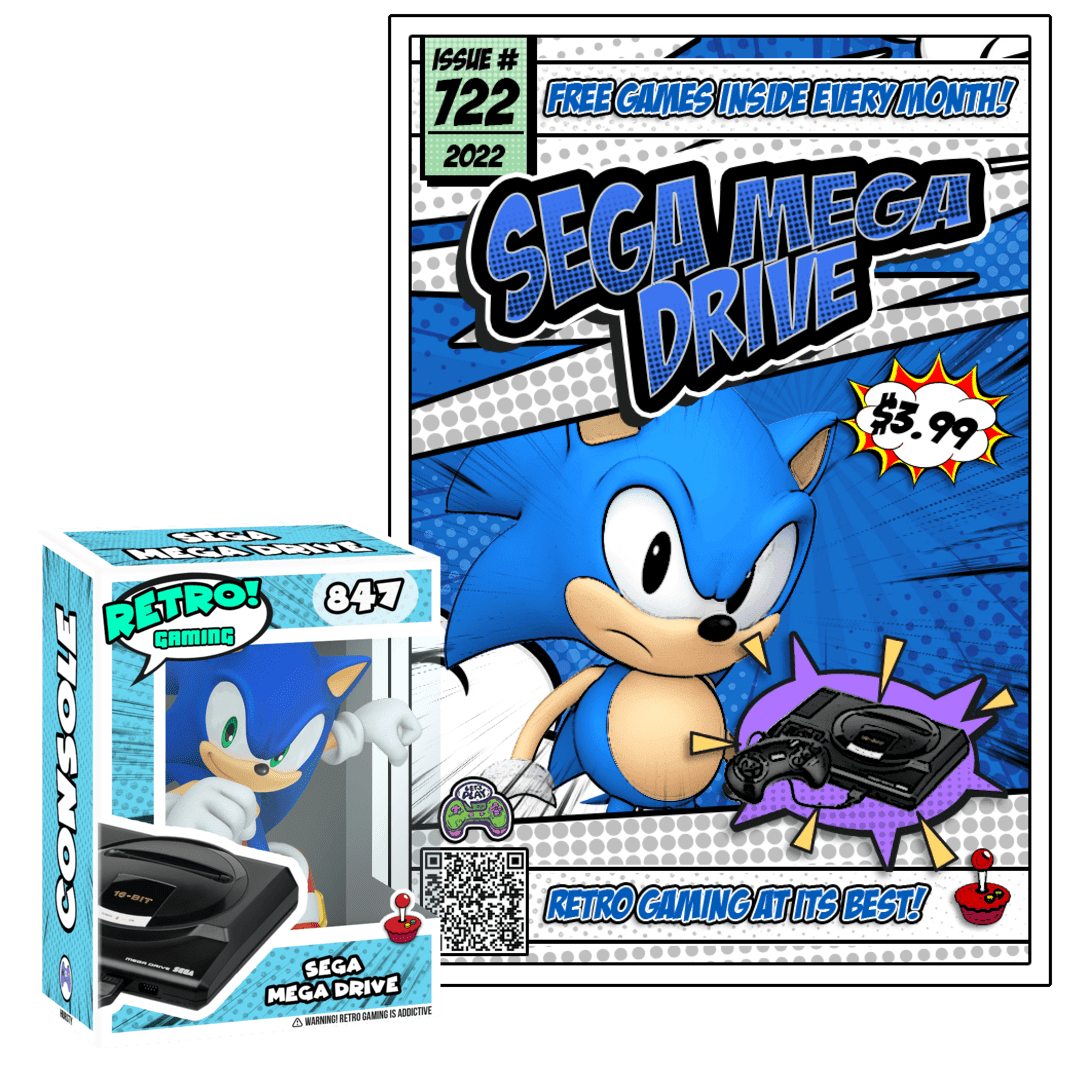 ISSUE #
722
2022
FREE GAMES INSIDE EVERY MONTH!
SEGA MEGA
DRIVE
$3.99
LET'S
PLAY
RETRO GAMING AT ITS BEST!
SEGA
MEGA DRIVE
RETRO!
GAMING
847
CONSOLE
16-BIT
MEGA DRIVE SEGA
SEGA
MEGA DRIVE
WARNING! RETRO GAMING IS ADDICTIVE